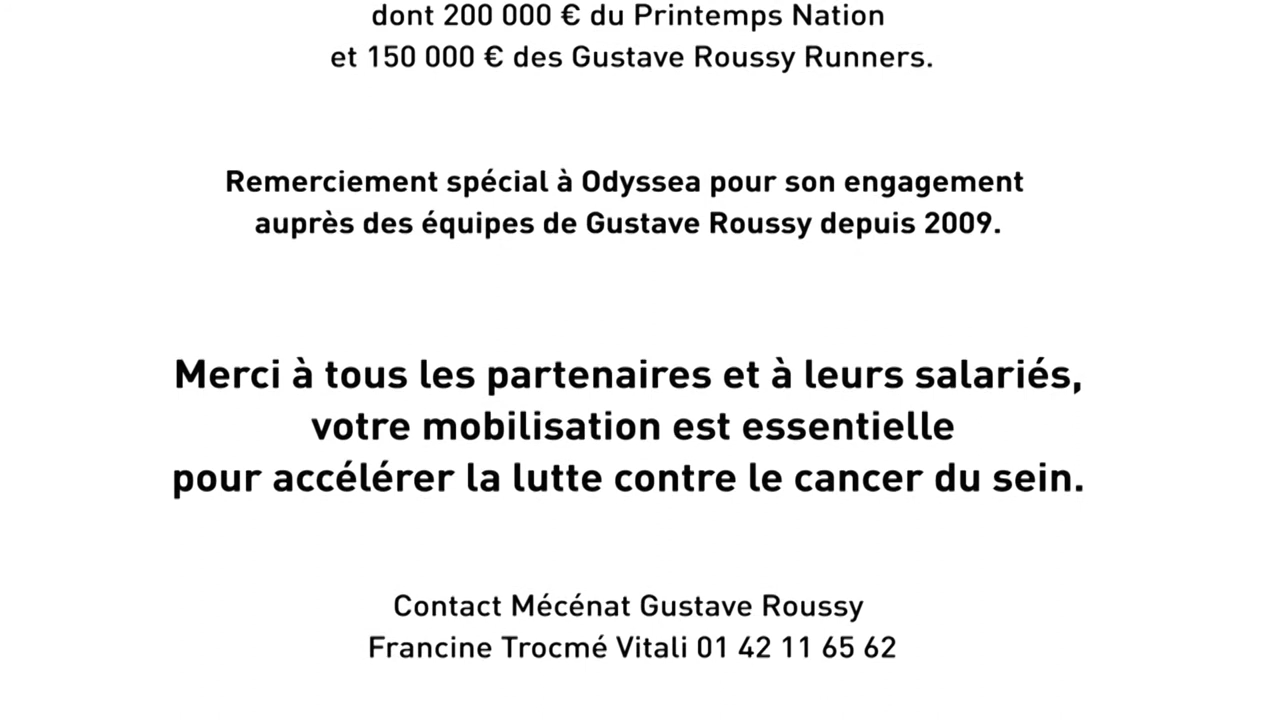 dont 200 000 € du Printemps Nation
et 150 000 € des Gustave Roussy Runners.
Remerciement spécial à Odyssea pour son engagement
auprès des équipes de Gustave Roussy depuis 2009.
Merci à tous les partenaires et à leurs salariés,
votre mobilisation est essentielle
pour accélérer la lutte contre le cancer du sein.
Contact Mécénat Gustave Roussy
Francine Trocmé Vitali 01 42 11 65 62